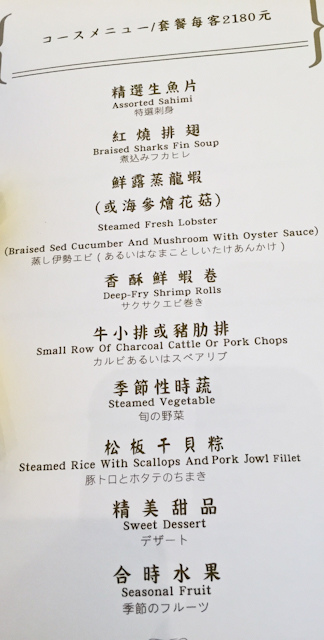 コースメニュー/套餐每客2180元
精選生魚片
Assorted Sahimi
特選刺身
紅燒排翅
Braised Sharks Fin Soup
煮込みフカヒレ
鮮露蒸龍蝦
(或海參燴花菇)
Steamed Fresh Lobster
(Braised Sed Cucumber And Mushroom With Oyster Sauce)
蒸し伊勢エビ(あるいはなまことしいたけあんかけ)
香酥鮮蝦卷
Deep-Fry Shrimp Rolls
サクサクエビ巻き
牛小排或豬肋排
Small Row Of Charcoal Cattle Or Pork Chops
カルビあるいはスペアリブ
季節性時蔬
Steamed Vegetable
旬の野菜
松板干貝粽
Steamed Rice With Scallops And Pork Jowl Fillet
豚トロとホタテのちまき
精美甜品
Sweet Dessert
デザート
合時水果
Seasonal Fruit
季節のフルーツ